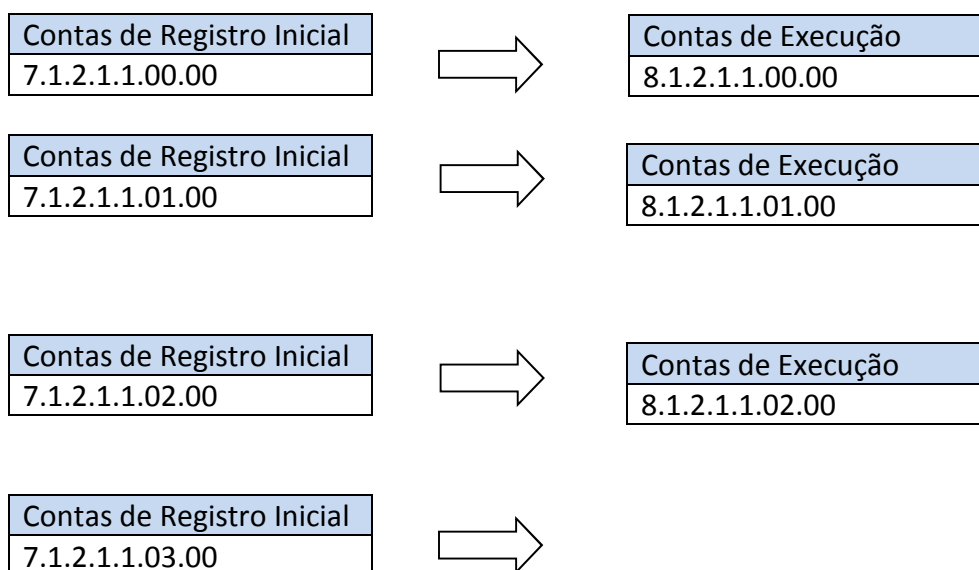 Contas de Registro Inicial
7.1.2.1.1.00.00
Contas de Execução
8.1.2.1.1.00.00
Contas de Registro Inicial
7.1.2.1.1.01.00
Contas de Execução
8.1.2.1.1.01.00
Contas de Registro Inicial
7.1.2.1.1.02.00
Contas de Execução
8.1.2.1.1.02.00
Contas de Registro Inicial
7.1.2.1.1.03.00